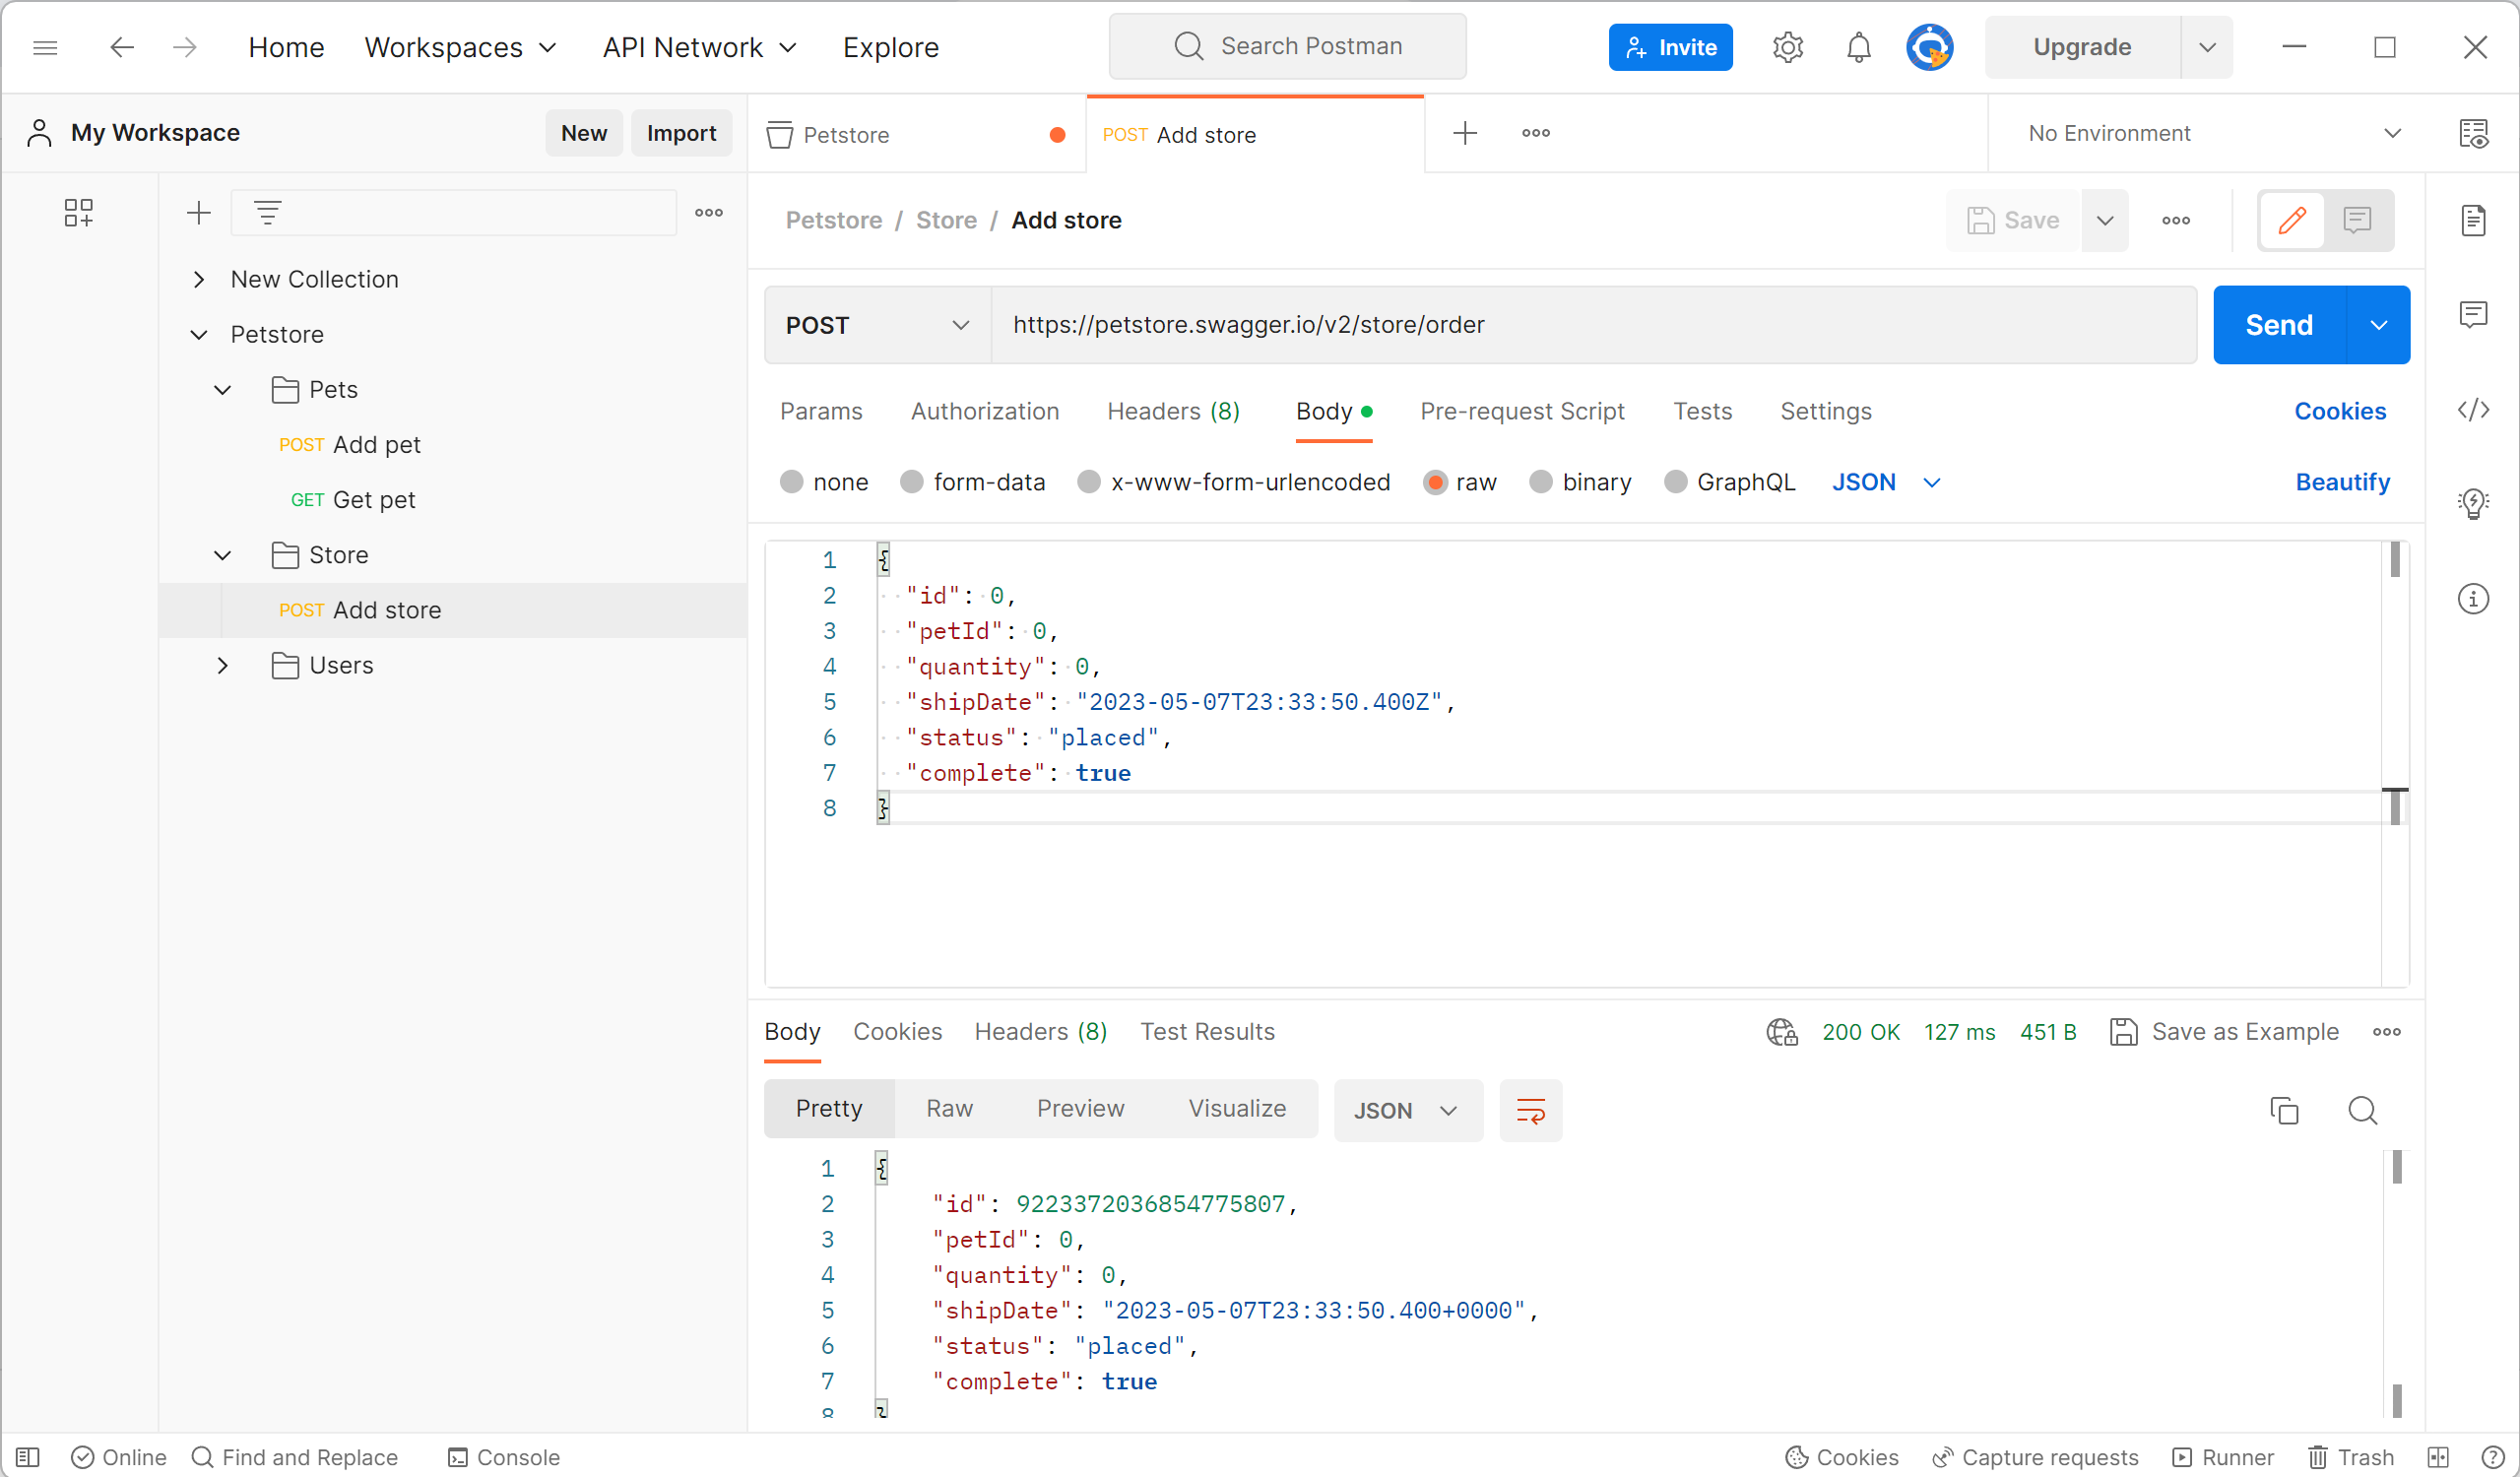 Home Workspaces API Network Explore Search Postman Invite Upgrade
My Workspace New Import Petstore POST Add store No Environment
Petstore / Store / Add store Save
New Collection
Petstore
Pets
POST Add pet
GET Get pet
Store
POST Add store
Users
POST https://petstore.swagger.io/v2/store/order Send
Params Authorization Headers (8) Body Pre-request Script Tests Settings Cookies
none form-data x-www-form-urlencoded raw binary GraphQL JSON Beautify
1 {
2 "id": 0,
3 "petId": 0,
4 "quantity": 0,
5 "shipDate": "2023-05-07T23:33:50.400Z",
6 "status": "placed",
7 "complete": true
8 }
Body Cookies Headers (8) Test Results 200 OK 127 ms 451 B Save as Example
Pretty Raw Preview Visualize JSON
1 {
2 "id": 9223372036854775807,
3 "petId": 0,
4 "quantity": 0,
5 "shipDate": "2023-05-07T23:33:50.400+0000",
6 "status": "placed",
7 "complete": true
8 }
Online Find and Replace Console Cookies Capture requests Runner Trash